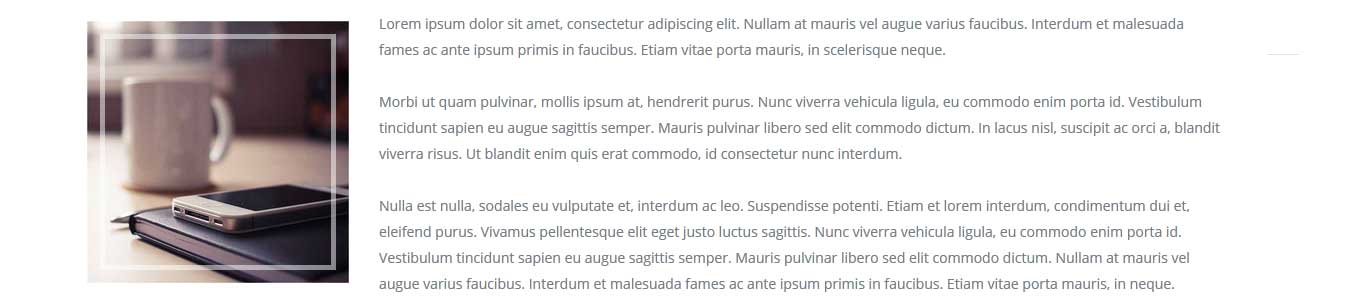 Lorem ipsum dolor sit amet, consectetur adipiscing elit. Nullam at mauris vel augue varius faucibus. Interdum et malesuada
fames ac ante ipsum primis in faucibus. Etiam vitae porta mauris, in scelerisque neque.
Morbi ut quam pulvinar, mollis ipsum at, hendrerit purus. Nunc viverra vehicula ligula, eu commodo enim porta id. Vestibulum
tincidunt sapien eu augue sagittis semper. Mauris pulvinar libero sed elit commodo dictum. In lacus nisl, suscipit ac orci a, blandit
viverra risus. Ut blandit enim quis erat commodo, id consectetur nunc interdum.
Nulla est nulla, sodales eu vulputate et, interdum ac leo. Suspendisse potenti. Etiam et lorem interdum, condimentum dui et,
eleifend purus. Vivamus pellentesque elit eget justo luctus sagittis. Nunc viverra vehicula ligula, eu commodo enim porta id.
Vestibulum tincidunt sapien eu augue sagittis semper. Mauris pulvinar libero sed elit commodo dictum. Nullam at mauris vel
augue varius faucibus. Interdum et malesuada fames ac ante ipsum primis in faucibus. Etiam vitae porta mauris, in neque.